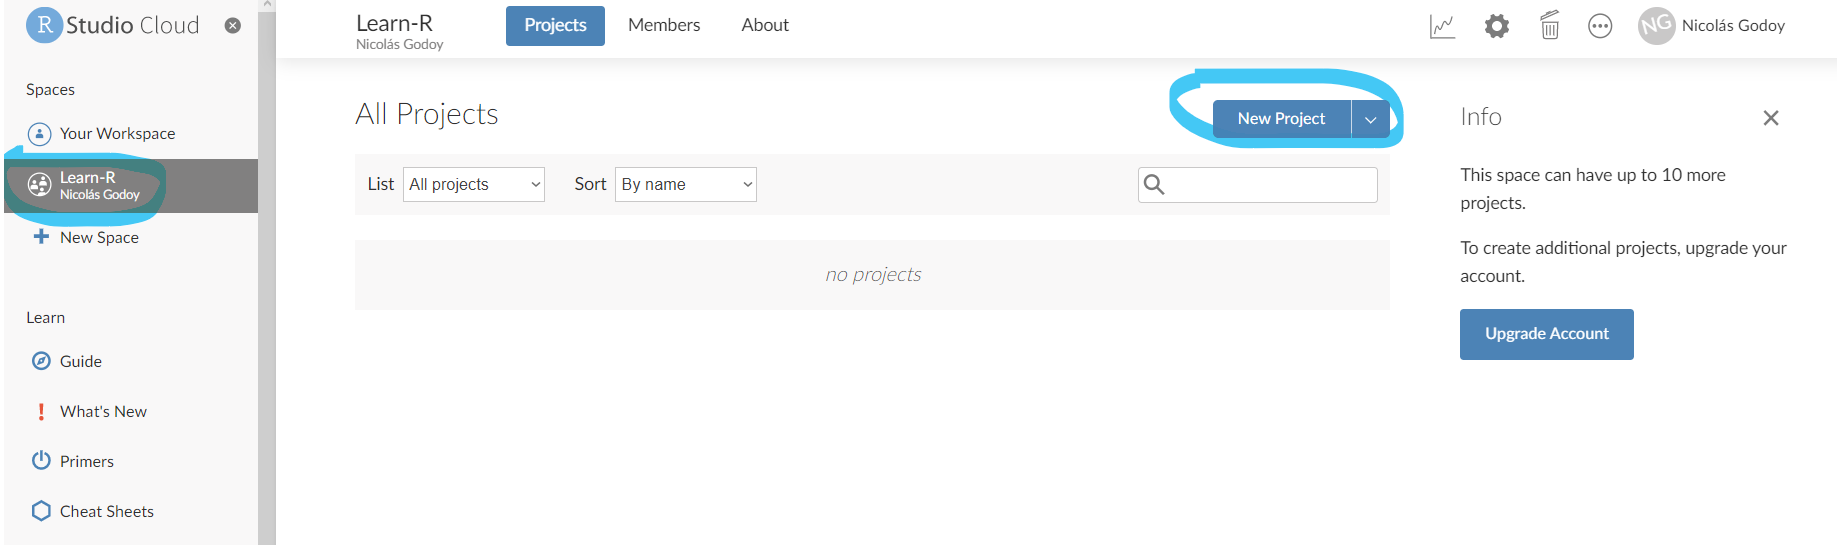 R Studio Cloud
Spaces
Your Workspace
Learn-R
Nicolás Godoy
New Space
Learn
Guide
What's New
Primers
Cheat Sheets
Learn-R
Nicolás Godoy
Projects Members About
NG Nicolás Godoy
All Projects
New Project
List All projects Sort By name
no projects
Info
This space can have up to 10 more
projects.
To create additional projects, upgrade your
account.
Upgrade Account